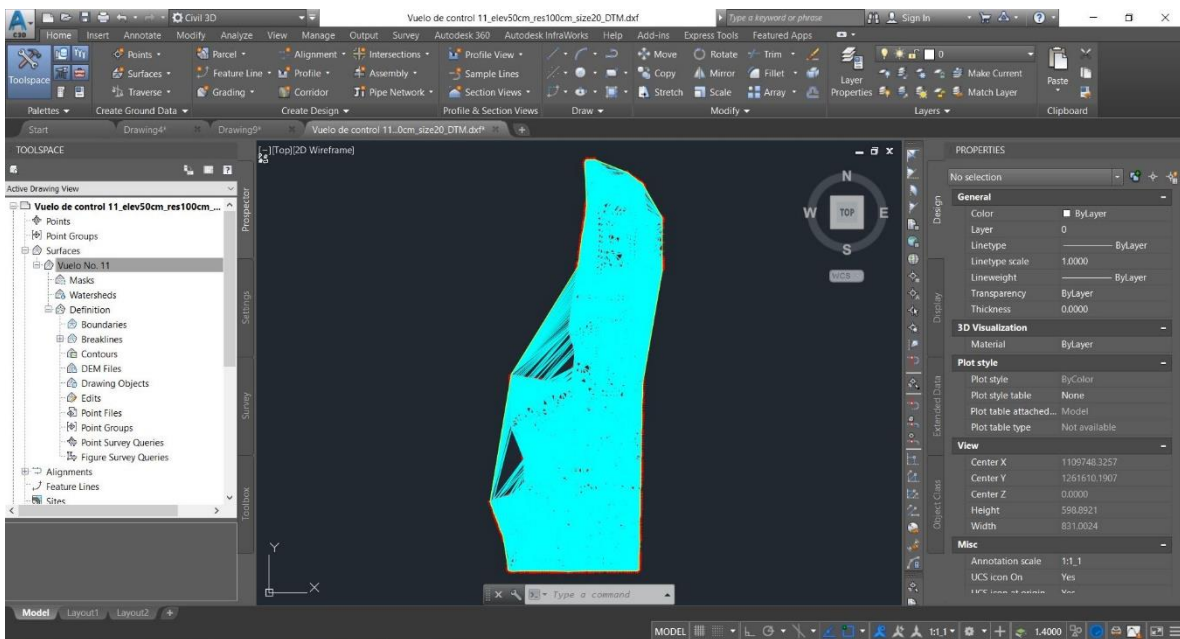 C3D
Civil 3D
Vuelo de control 11_elev50cm_res100cm_size20_DTM.dxf
Type a keyword or phrase
Sign In
Home Insert Annotate Modify Analyze View Manage Output Survey Autodesk 360 Autodesk InfraWorks Help Add-ins Express Tools Featured Apps
Toolspace
Points
Surfaces
Traverse
Parcel
Feature Line
Grading
Alignment
Profile
Corridor
Intersections
Assembly
Pipe Network
Profile View
Sample Lines
Section Views
Move
Copy
Stretch
Rotate
Mirror
Scale
Trim
Fillet
Array
Layer
Properties
0
Make Current
Match Layer
Paste
Palettes Create Ground Data Create Design Profile & Section Views Draw Modify Layers Clipboard
Start Drawing4* Drawing9* Vuelo de control 11...0cm_size20_DTM.dxf*
TOOLSPACE
Active Drawing View
Vuelo de control 11_elev50cm_res100cm_...
Points
Point Groups
Surfaces
Vuelo No. 11
Masks
Watersheds
Definition
Boundaries
Breaklines
Contours
DEM Files
Drawing Objects
Edits
Point Files
Point Groups
Point Survey Queries
Figure Survey Queries
Alignments
Feature Lines
Sites
Prospector
Settings
Survey
Toolbox
[-][Top][2D Wireframe]
N
W TOP E
S
WCS
Y
X
Type a command
Design
Display
Extended Data
Object Class
PROPERTIES
No selection
General
Color ByLayer
Layer 0
Linetype ByLayer
Linetype scale 1.0000
Lineweight ByLayer
Transparency ByLayer
Thickness 0.0000
3D Visualization
Material ByLayer
Plot style
Plot style ByColor
Plot style table None
Plot table attached... Model
Plot table type Not available
View
Center X 1109748.3257
Center Y 1261610.1907
Center Z 0.0000
Height 598.8921
Width 831.0024
Misc
Annotation scale 1:1_1
UCS icon On Yes
UCS icon at origin Yes
Model Layout1 Layout2
MODEL 1:1_1 1.4000